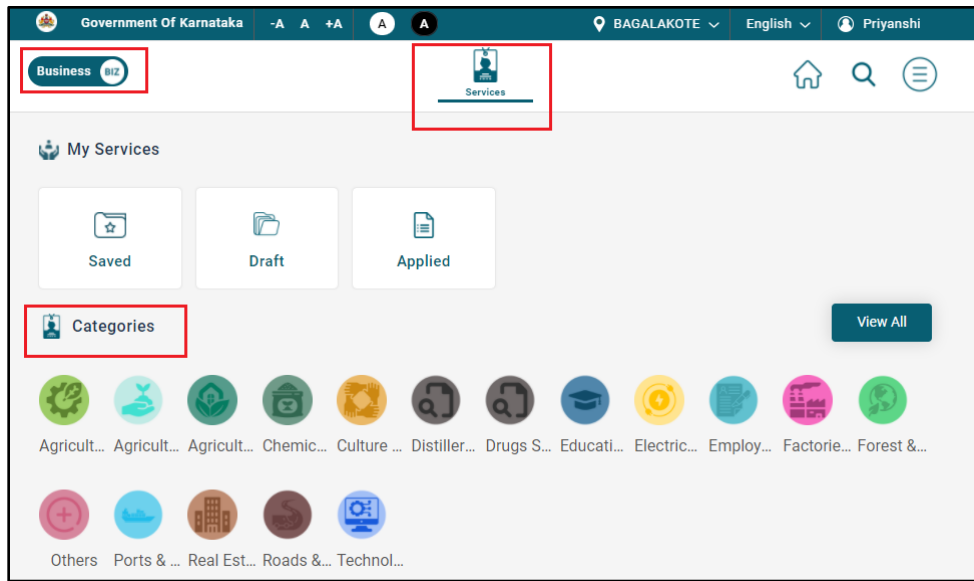 Government Of Karnataka -A A +A A A BAGALAKOTE English Priyanshi
Business BIZ
Services
My Services
Saved Draft Applied
Categories View All
Agricult... Agricult... Agricult... Chemic... Culture ... Distiller... Drugs S... Educati... Electric... Employ... Factorie... Forest &...
Others Ports & ... Real Est... Roads &... Technol...